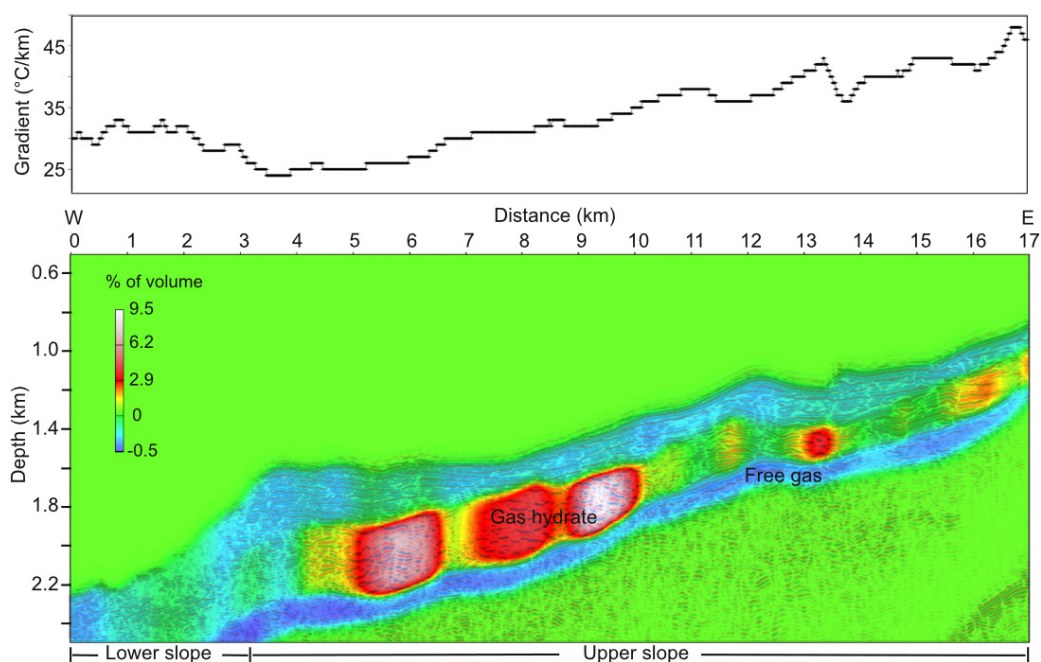 Gradient (°C/km)
45
35
25
W
Distance (km)
E
0 1 2 3 4 5 6 7 8 9 10 11 12 13 14 15 16 17
Depth (km)
0.6
1.0
1.4
1.8
2.2
% of volume
9.5
6.2
2.9
0
-0.5
Free gas
Gas hydrate
Lower slope
Upper slope